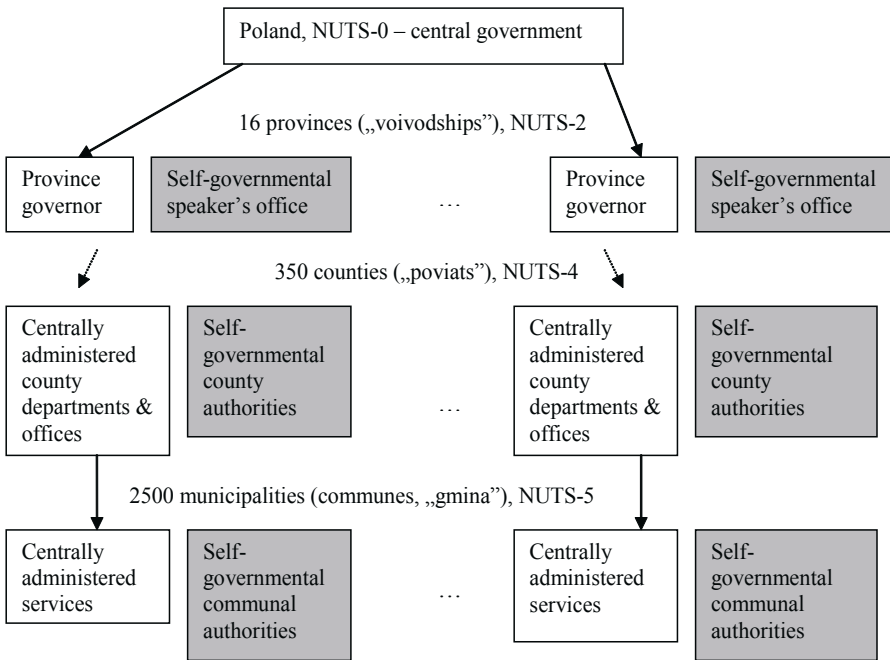 Poland, NUTS-0 – central government
16 provinces („voivodships”), NUTS-2
Province
governor
Self-governmental
speaker’s office
…
Province
governor
Self-governmental
speaker’s office
350 counties („poviats”), NUTS-4
Centrally
administered
county
departments &
offices
Self-
governmental
county
authorities
…
Centrally
administered
county
departments &
offices
Self-
governmental
county
authorities
2500 municipalities (communes, „gmina”), NUTS-5
Centrally
administered
services
Self-
governmental
communal
authorities
…
Centrally
administered
services
Self-
governmental
communal
authorities